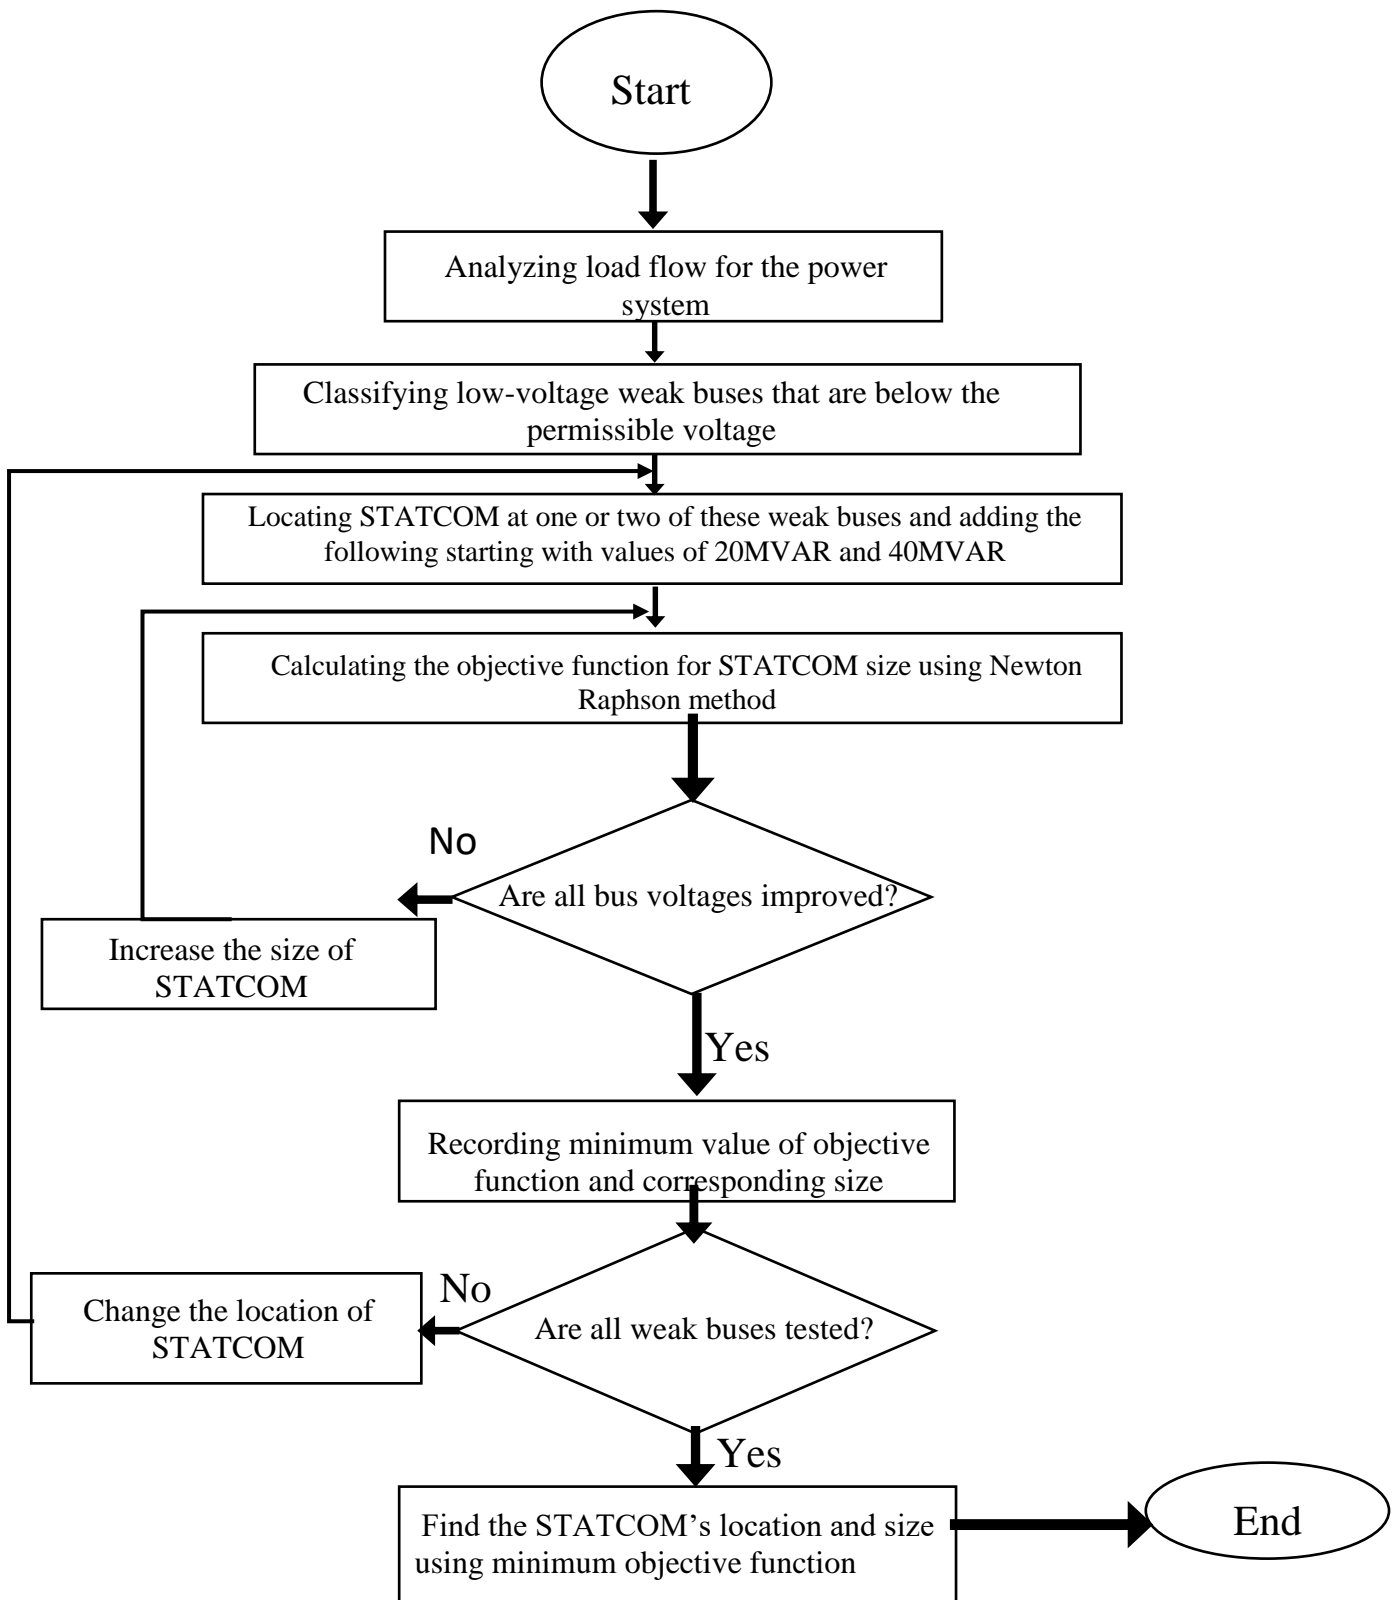 Start
Analyzing load flow for the power
system
Classifying low-voltage weak buses that are below the
permissible voltage
Locating STATCOM at one or two of these weak buses and adding the
following starting with values of 20MVAR and 40MVAR
Calculating the objective function for STATCOM size using Newton
Raphson method
No
Are all bus voltages improved?
Increase the size of
STATCOM
Yes
Recording minimum value of objective
function and corresponding size
No
Change the location of
STATCOM
Are all weak buses tested?
Yes
Find the STATCOM’s location and size
using minimum objective function
End